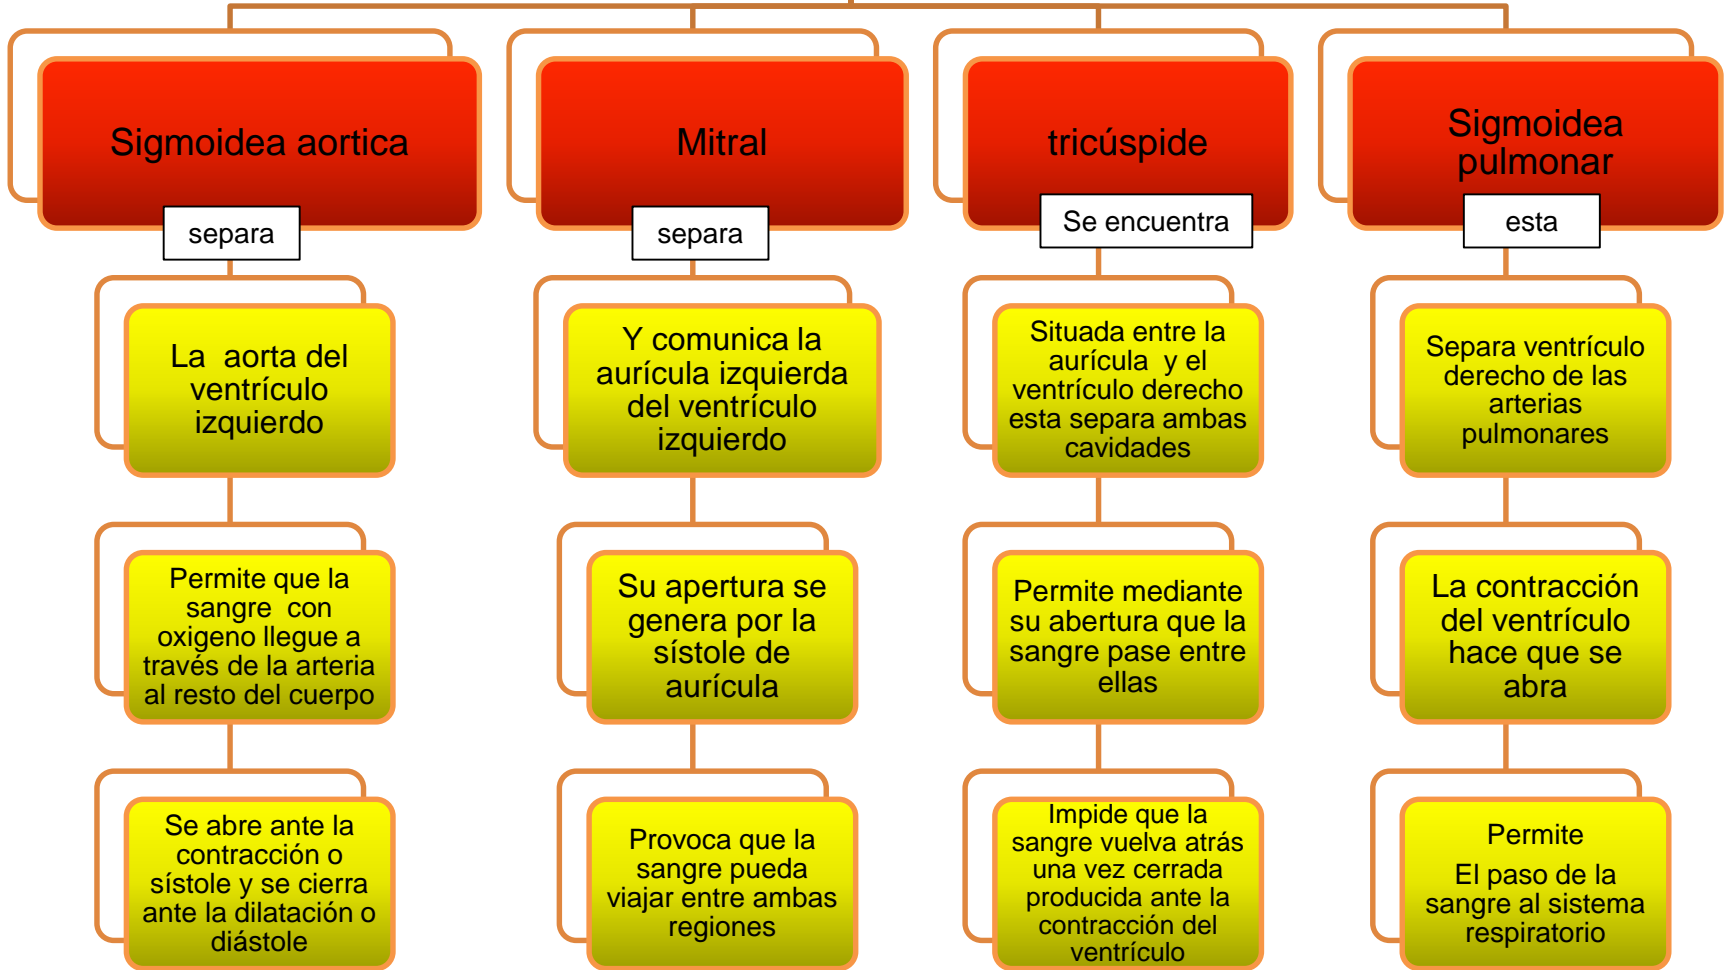 Sigmoidea aortica
separa
La aorta del
ventrículo
izquierdo
Permite que la
sangre con
oxigeno llegue a
través de la arteria
al resto del cuerpo
Se abre ante la
contracción o
sístole y se cierra
ante la dilatación o
diástole
Mitral
separa
Y comunica la
aurícula izquierda
del ventrículo
izquierdo
Su apertura se
genera por la
sístole de
aurícula
Provoca que la
sangre pueda
viajar entre ambas
regiones
tricúspide
Se encuentra
Situada entre la
aurícula y el
ventrículo derecho
esta separa ambas
cavidades
Permite mediante
su abertura que la
sangre pase entre
ellas
Impide que la
sangre vuelva atrás
una vez cerrada
producida ante la
contracción del
ventrículo
Sigmoidea
pulmonar
esta
Separa ventrículo
derecho de las
arterias
pulmonares
La contracción
del ventrículo
hace que se
abra
Permite
El paso de la
sangre al sistema
respiratorio